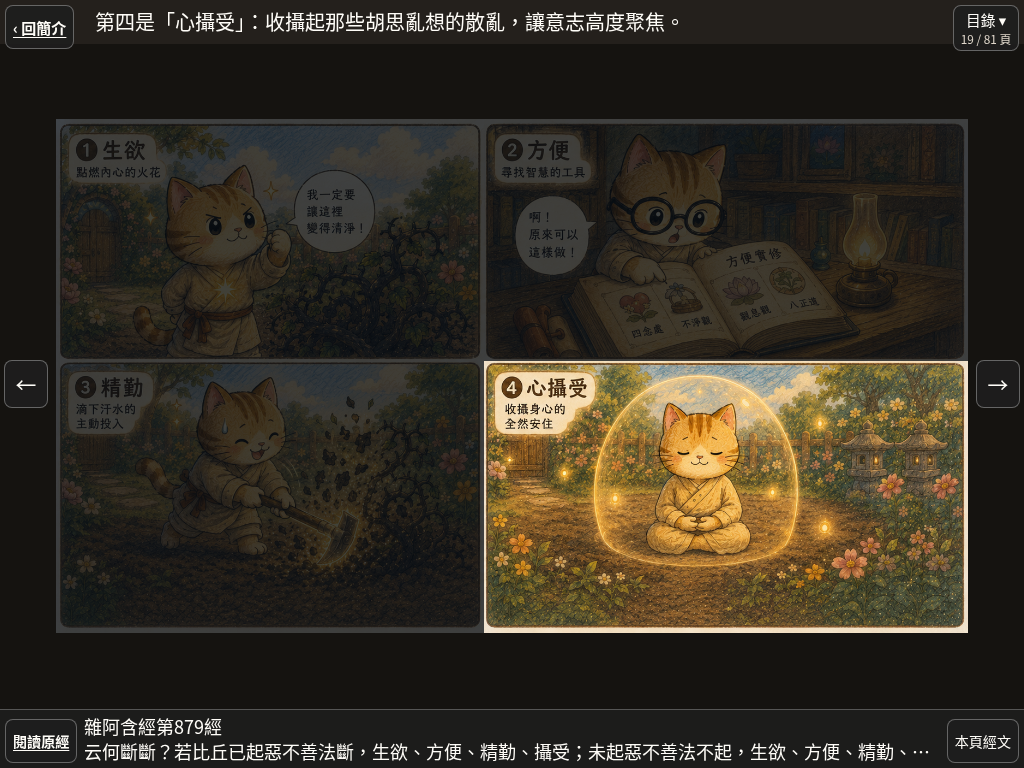 ‹ 回簡介
第四是「心攝受」：收攝起那些胡思亂想的散亂，讓意志高度聚焦。
目錄 ▾
19 / 81 頁
1 生欲
點燃內心的火花
我一定要
讓這裡
變得清淨！
2 方便
尋找智慧的工具
啊！
原來可以
這樣做！
方便實修
四念處
不淨觀
觀息觀
八正道
3 精勤
滴下汗水的
主動投入
4 心攝受
收攝身心的
全然安住
←
→
閱讀原經
雜阿含經第879經
云何斷斷？若比丘已起惡不善法斷，生欲、方便、精勤、攝受；未起惡不善法不起，生欲、方便、精勤、…
本頁經文